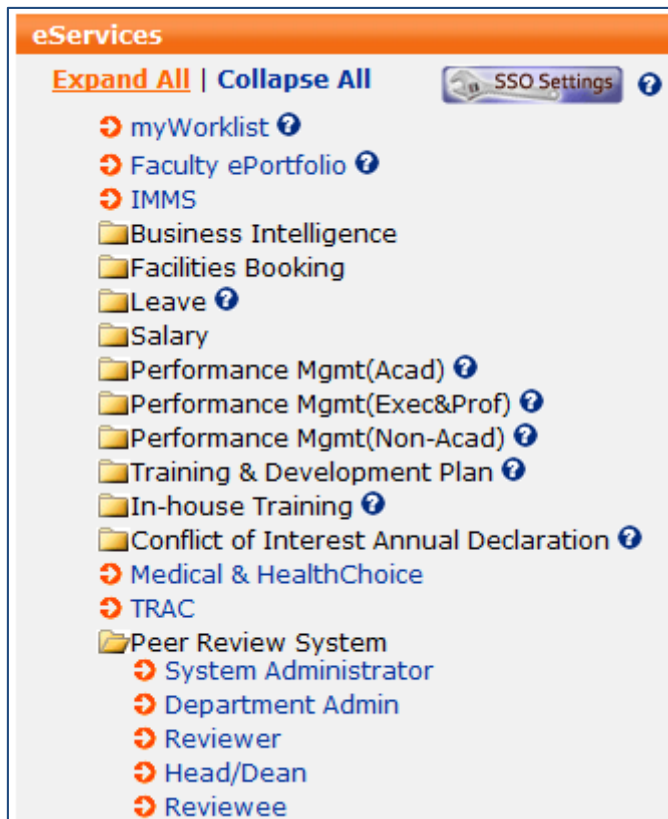 eServices
Expand All | Collapse All SSO Settings ?
myWorklist ?
Faculty ePortfolio ?
IMMS
Business Intelligence
Facilities Booking
Leave ?
Salary
Performance Mgmt(Acad) ?
Performance Mgmt(Exec&Prof) ?
Performance Mgmt(Non-Acad) ?
Training & Development Plan ?
In-house Training ?
Conflict of Interest Annual Declaration ?
Medical & HealthChoice
TRAC
Peer Review System
System Administrator
Department Admin
Reviewer
Head/Dean
Reviewee